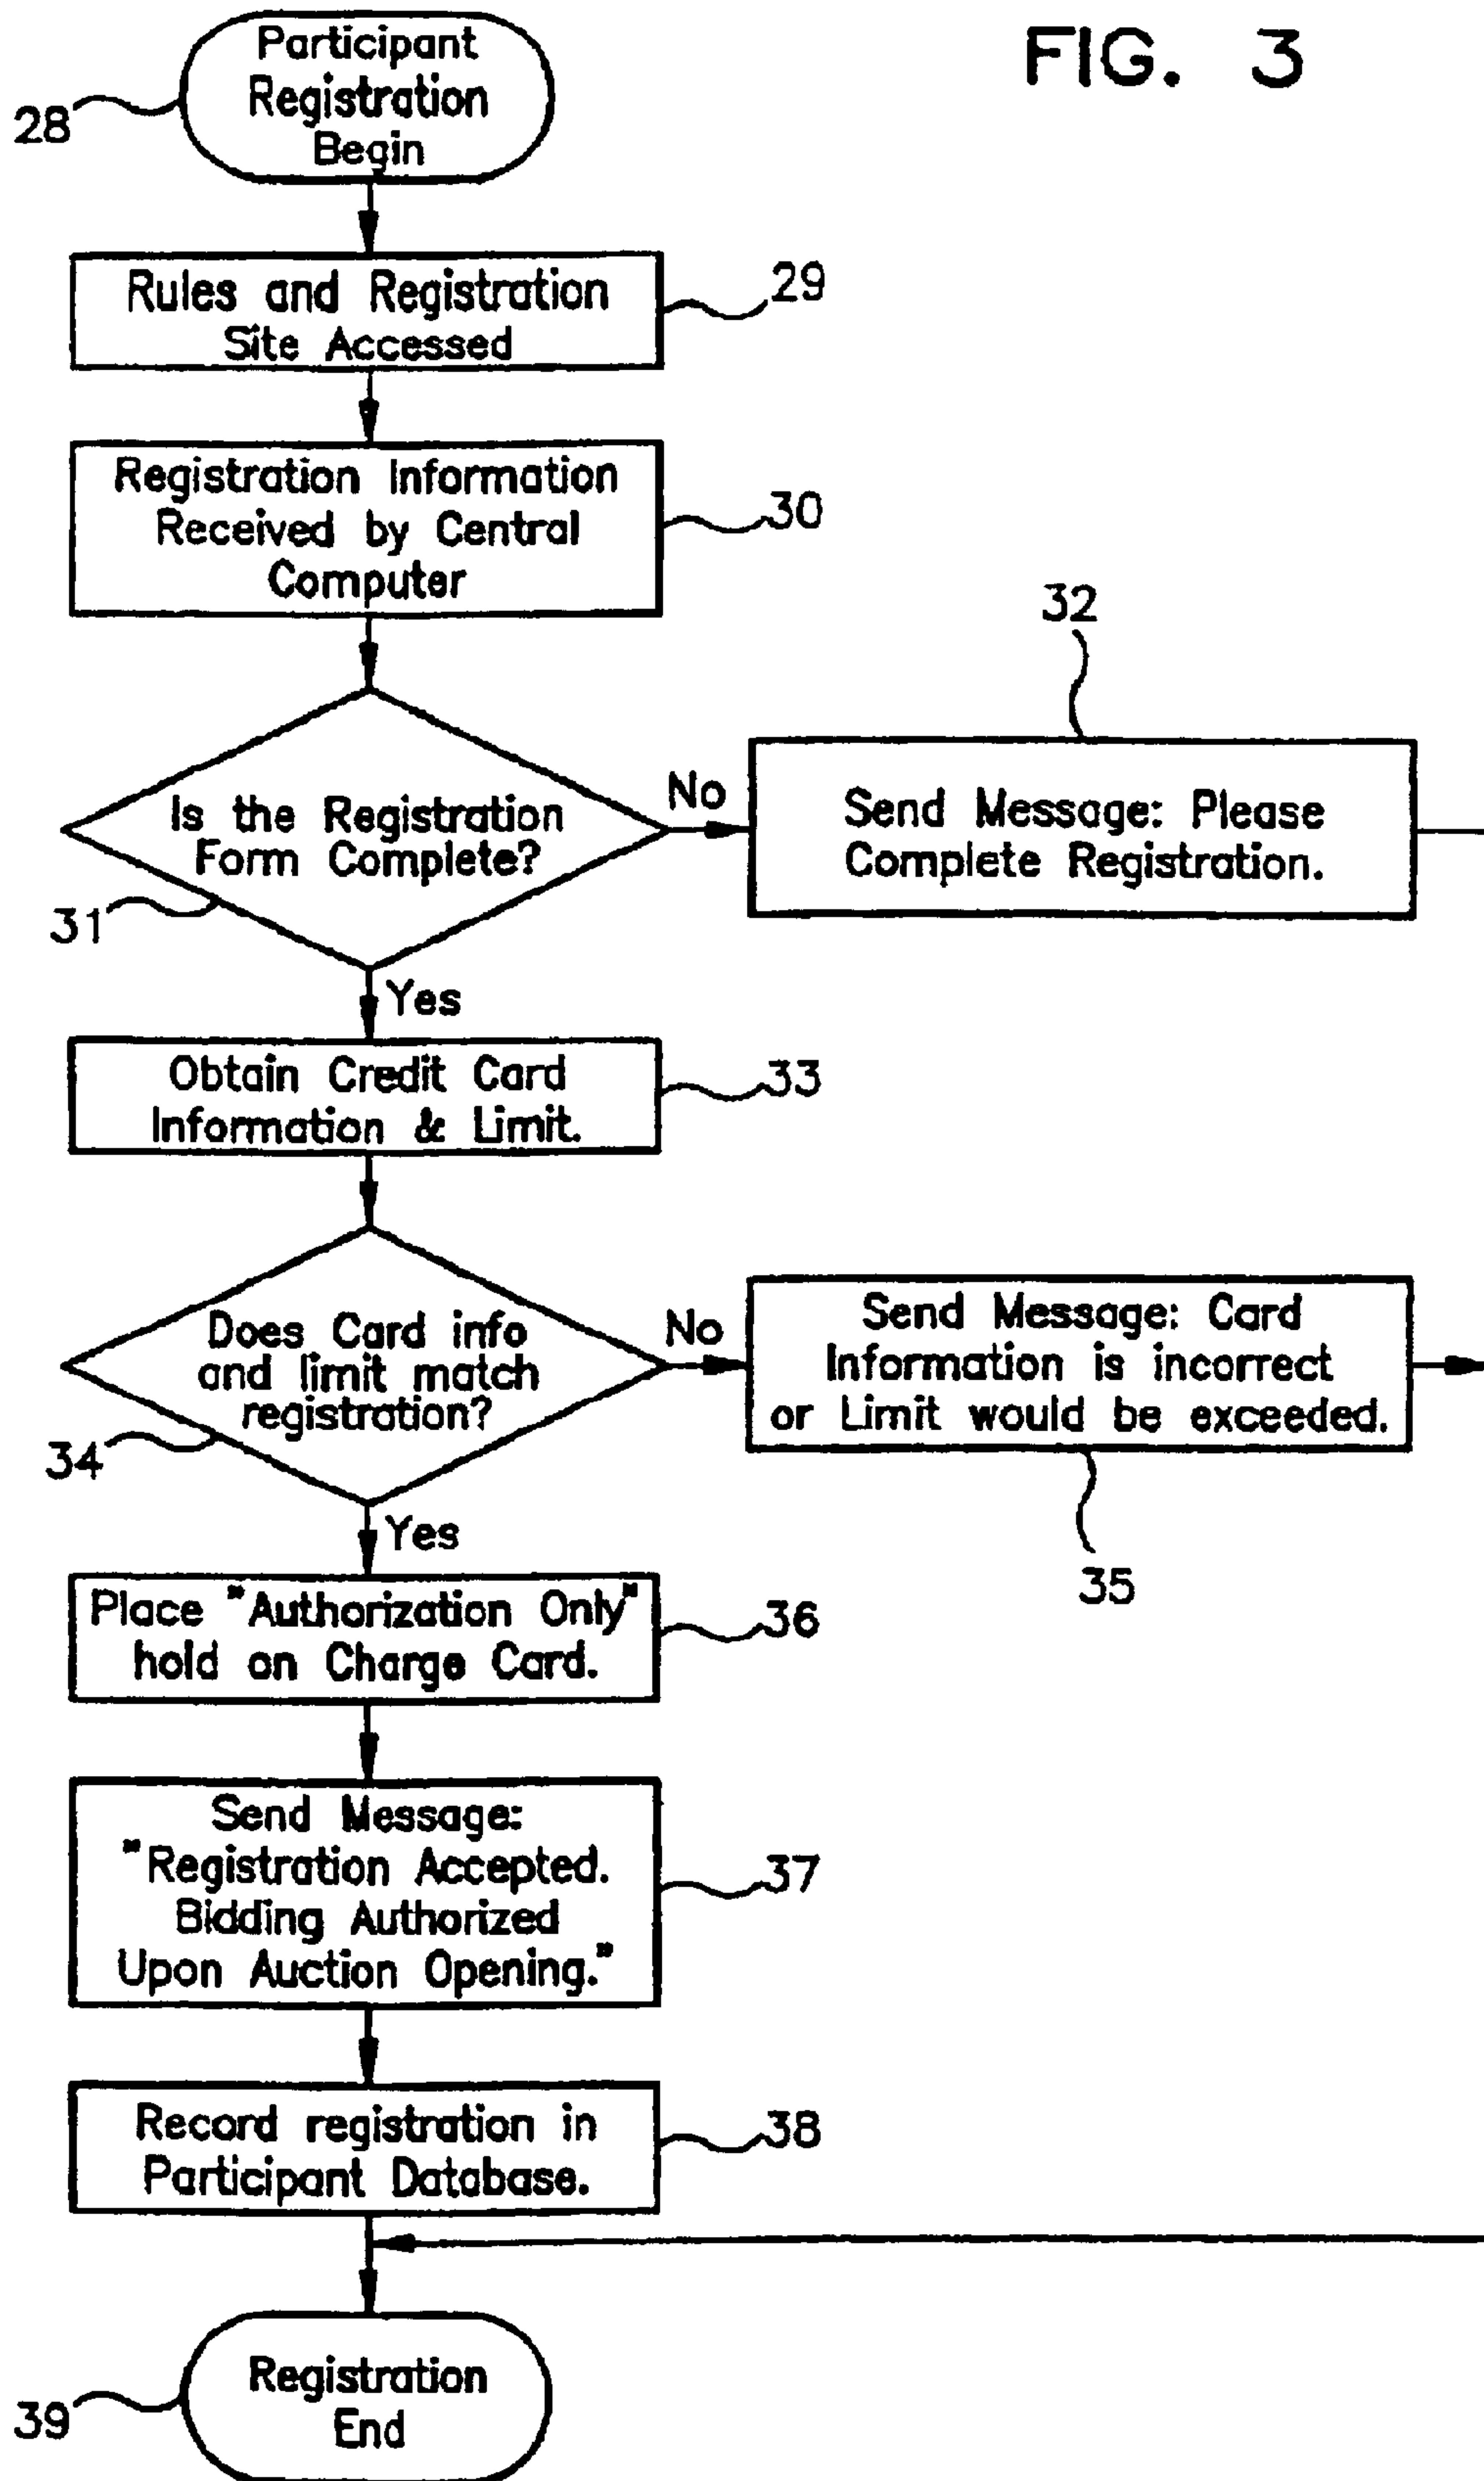 FIG. 3
Participant
Registration
Begin
28
Rules and Registration
Site Accessed
29
Registration Information
Received by Central
Computer
30
Is the Registration
Form Complete?
31
No
32
Send Message: Please
Complete Registration.
Yes
Obtain Credit Card
Information & Limit.
33
Does Card info
and limit match
registration?
34
No
Send Message: Card
Information is incorrect
or Limit would be exceeded.
35
Yes
Place "Authorization Only"
hold on Charge Card.
36
Send Message:
"Registration Accepted.
Bidding Authorized
Upon Auction Opening."
37
Record registration in
Participant Database.
38
Registration
End
39